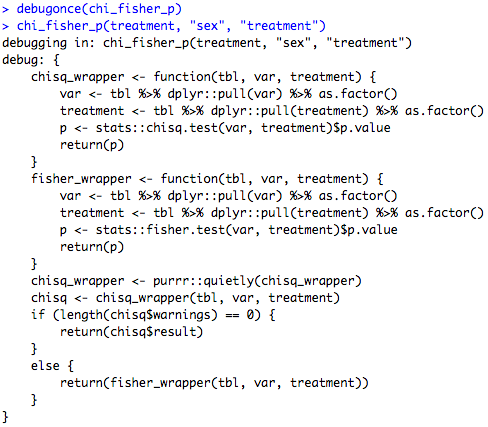 > debugonce(chi_fisher_p)
> chi_fisher_p(treatment, "sex", "treatment")
debugging in: chi_fisher_p(treatment, "sex", "treatment")
debug: {
    chisq_wrapper <- function(tbl, var, treatment) {
        var <- tbl %>% dplyr::pull(var) %>% as.factor()
        treatment <- tbl %>% dplyr::pull(treatment) %>% as.factor()
        p <- stats::chisq.test(var, treatment)$p.value
        return(p)
    }
    fisher_wrapper <- function(tbl, var, treatment) {
        var <- tbl %>% dplyr::pull(var) %>% as.factor()
        treatment <- tbl %>% dplyr::pull(treatment) %>% as.factor()
        p <- stats::fisher.test(var, treatment)$p.value
        return(p)
    }
    chisq_wrapper <- purrr::quietly(chisq_wrapper)
    chisq <- chisq_wrapper(tbl, var, treatment)
    if (length(chisq$warnings) == 0) {
        return(chisq$result)
    }
    else {
        return(fisher_wrapper(tbl, var, treatment))
    }
}